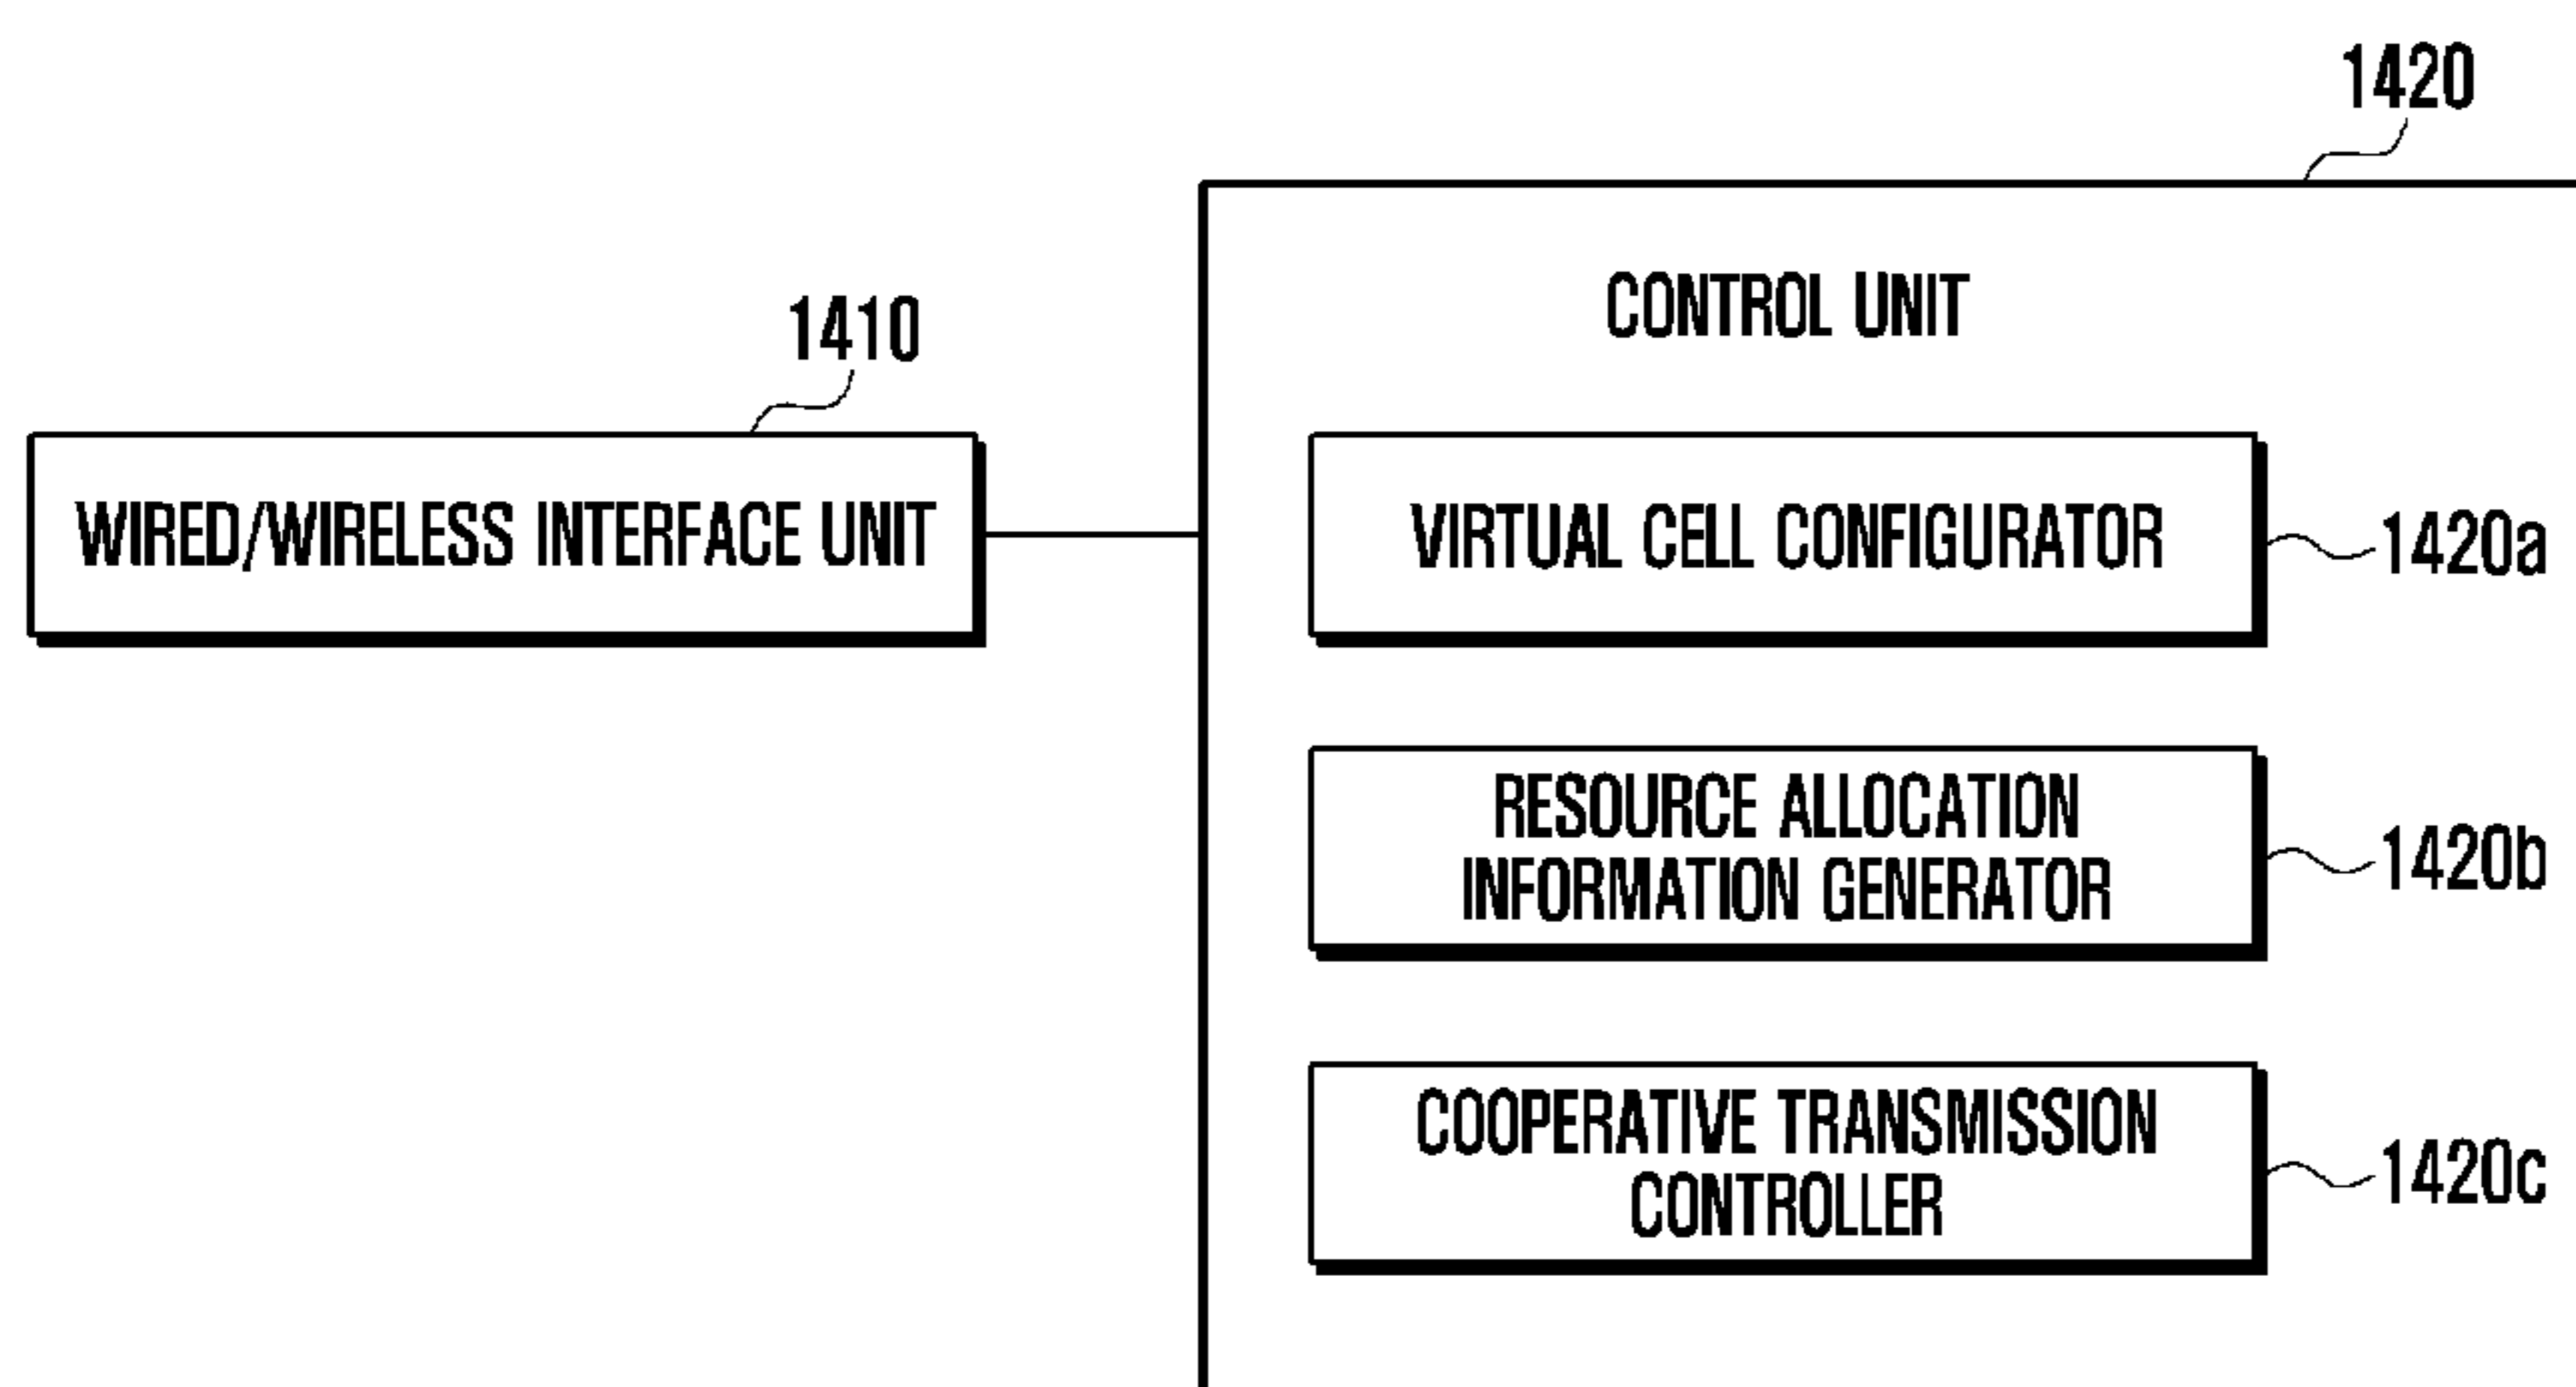 1420
CONTROL UNIT
1410
WIRED/WIRELESS INTERFACE UNIT
VIRTUAL CELL CONFIGURATOR
1420a
RESOURCE ALLOCATION
INFORMATION GENERATOR
1420b
COOPERATIVE TRANSMISSION
CONTROLLER
1420c